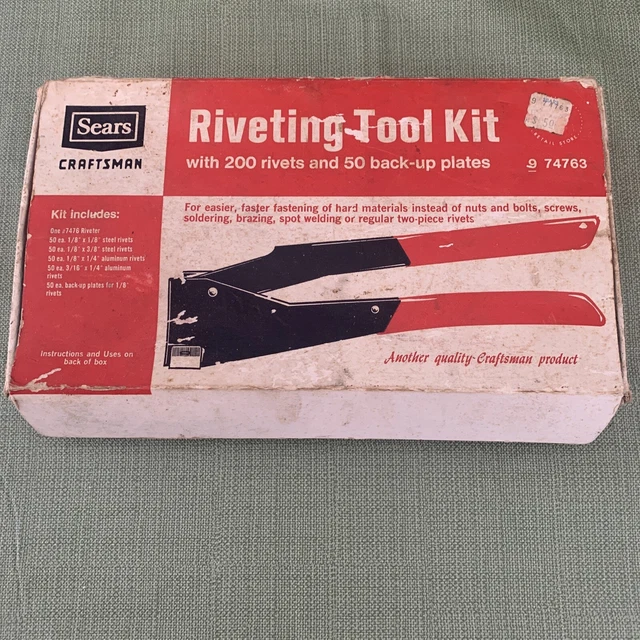 Sears
CRAFTSMAN
Riveting Tool Kit
with 200 rivets and 50 back-up plates
9 74763
RETAIL STORE
For easier, faster fastening of hard materials instead of nuts and bolts, screws,
soldering, brazing, spot welding or regular two-piece rivets
Kit includes:
One #7476 Riveter
50 ea. 1/8" x 1/8" steel rivets
50 ea. 1/8" x 3/8" steel rivets
50 ea. 1/8" x 1/4" aluminum rivets
50 ea. 3/16" x 1/4" aluminum
rivets
50 ea. back-up plates for 1/8"
rivets
Instructions and Uses on
back of box
Another quality Craftsman product